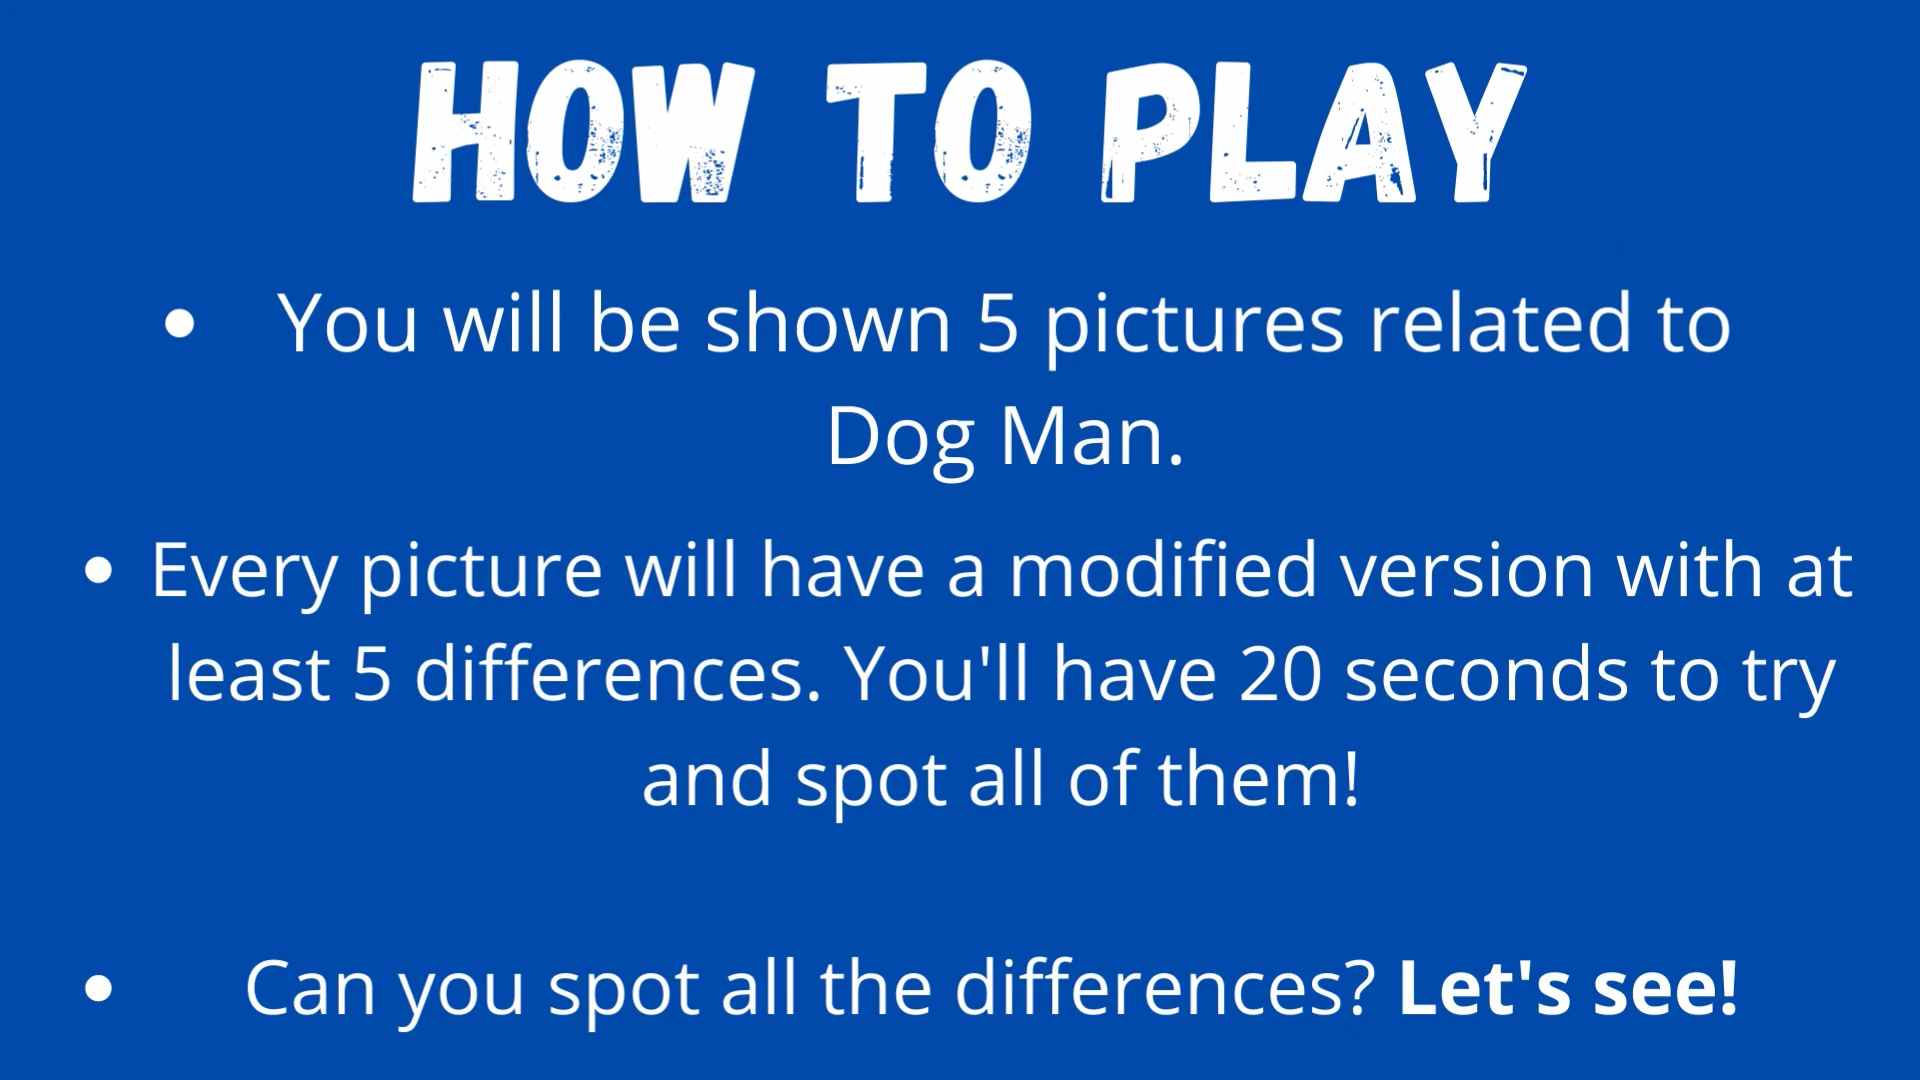 HOW TO PLAY
• You will be shown 5 pictures related to
Dog Man.
• Every picture will have a modified version with at
least 5 differences. You'll have 20 seconds to try
and spot all of them!
• Can you spot all the differences? Let's see!